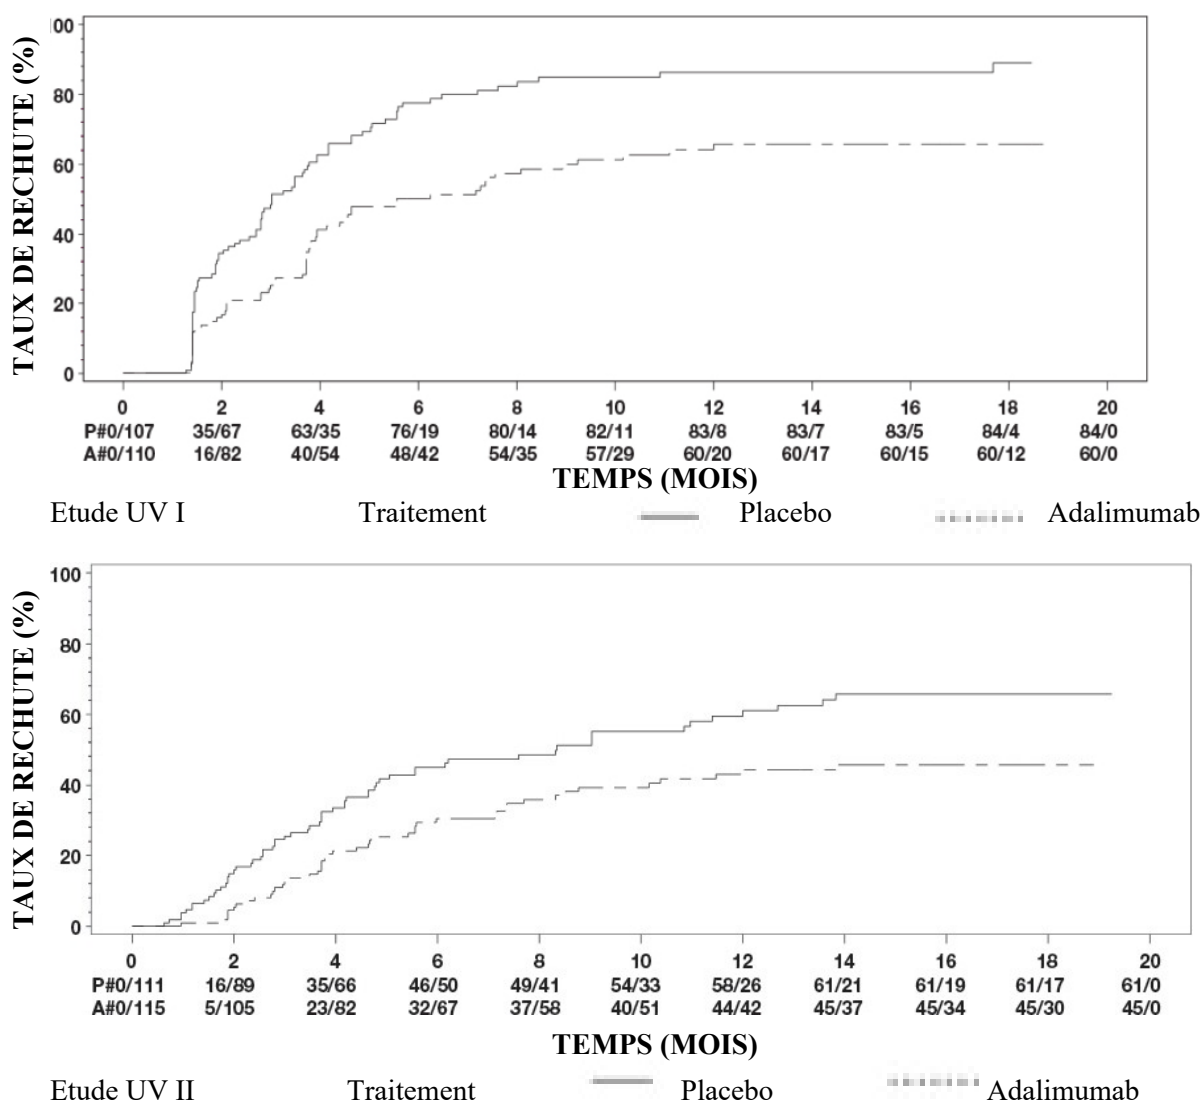 00
80
60
40
20
0
TAUX DE RECHUTE (%)
0 2 4 6 8 10 12 14 16 18 20
P#0/107 35/67 63/35 76/19 80/14 82/11 83/8 83/7 83/5 84/4 84/0
A#0/110 16/82 40/54 48/42 54/35 57/29 60/20 60/17 60/15 60/12 60/0
TEMPS (MOIS)
Etude UV I Traitement Placebo Adalimumab
100
80
60
40
20
0
TAUX DE RECHUTE (%)
0 2 4 6 8 10 12 14 16 18 20
P#0/111 16/89 35/66 46/50 49/41 54/33 58/26 61/21 61/19 61/17 61/0
A#0/115 5/105 23/82 32/67 37/58 40/51 44/42 45/37 45/34 45/30 45/0
TEMPS (MOIS)
Etude UV II Traitement Placebo Adalimumab